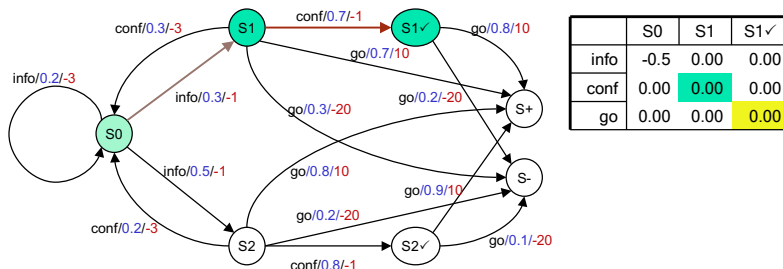 conf/0.3/-3
S1
conf/0.7/-1
S1✓
go/0.8/10
info/0.2/-3
go/0.7/10
info/0.3/-1
go/0.3/-20
go/0.2/-20
S+
S0
info/0.5/-1
go/0.8/10
S-
go/0.9/10
conf/0.2/-3
go/0.2/-20
S2
S2✓
go/0.1/-20
conf/0.8/-1
S0 S1 S1✓
info -0.5 0.00 0.00
conf 0.00 0.00 0.00
go 0.00 0.00 0.00